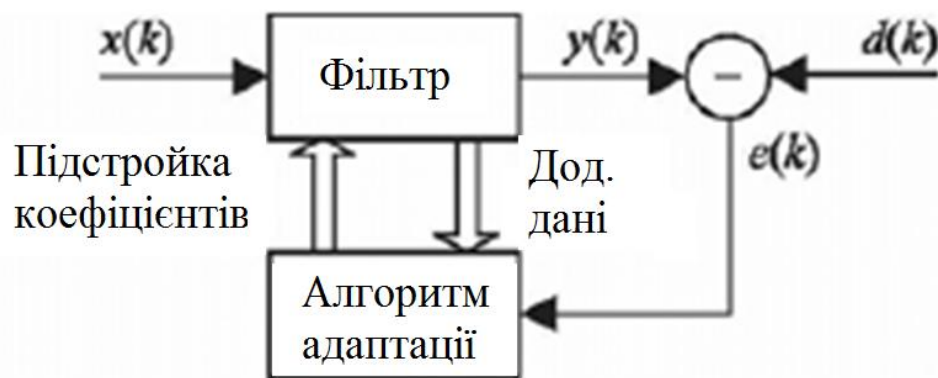 x(k)
Фільтр
y(k)
−
d(k)
e(k)
Підстройка
коефіцієнтів
Дод.
дані
Алгоритм
адаптації